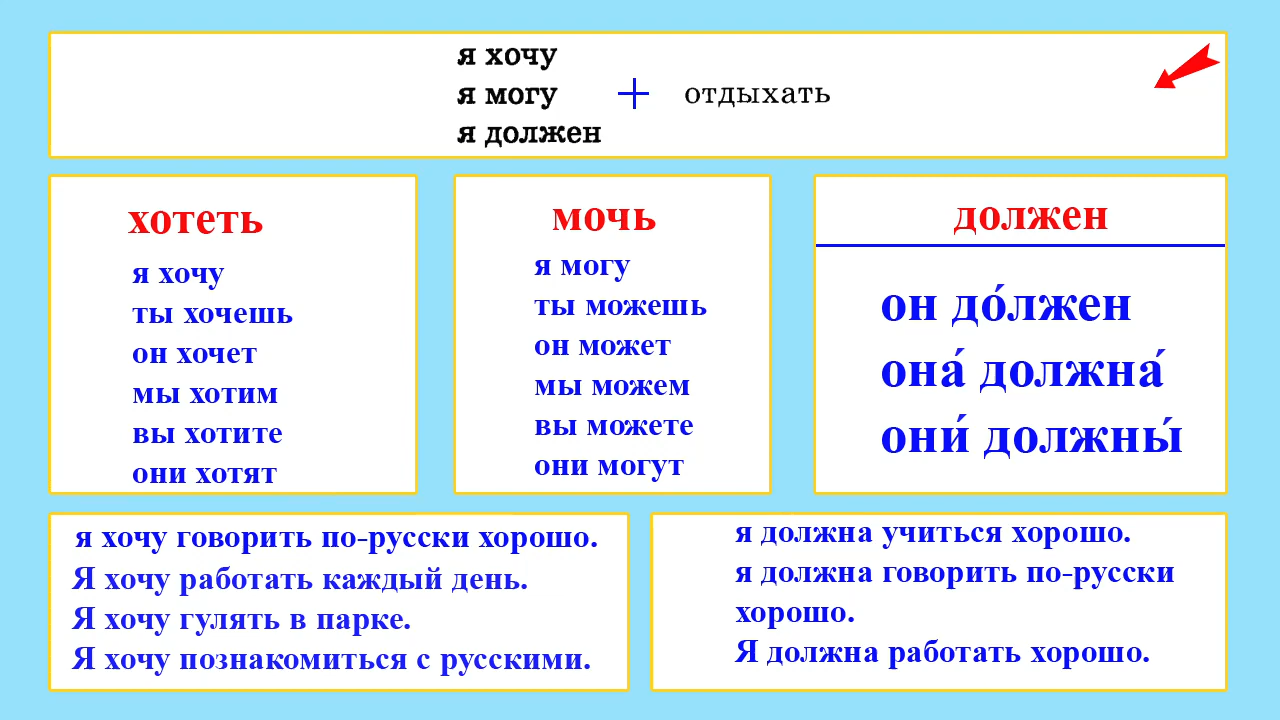 я хочу
я могу + отдыхать
я должен
хотеть
я хочу
ты хочешь
он хочет
мы хотим
вы хотите
они хотят
мочь
я могу
ты можешь
он может
мы можем
вы можете
они могут
должен
он до́лжен
она́ должна́
они́ должны́
я хочу говорить по-русски хорошо.
Я хочу работать каждый день.
Я хочу гулять в парке.
Я хочу познакомиться с русскими.
я должна учиться хорошо.
я должна говорить по-русски
хорошо.
Я должна работать хорошо.